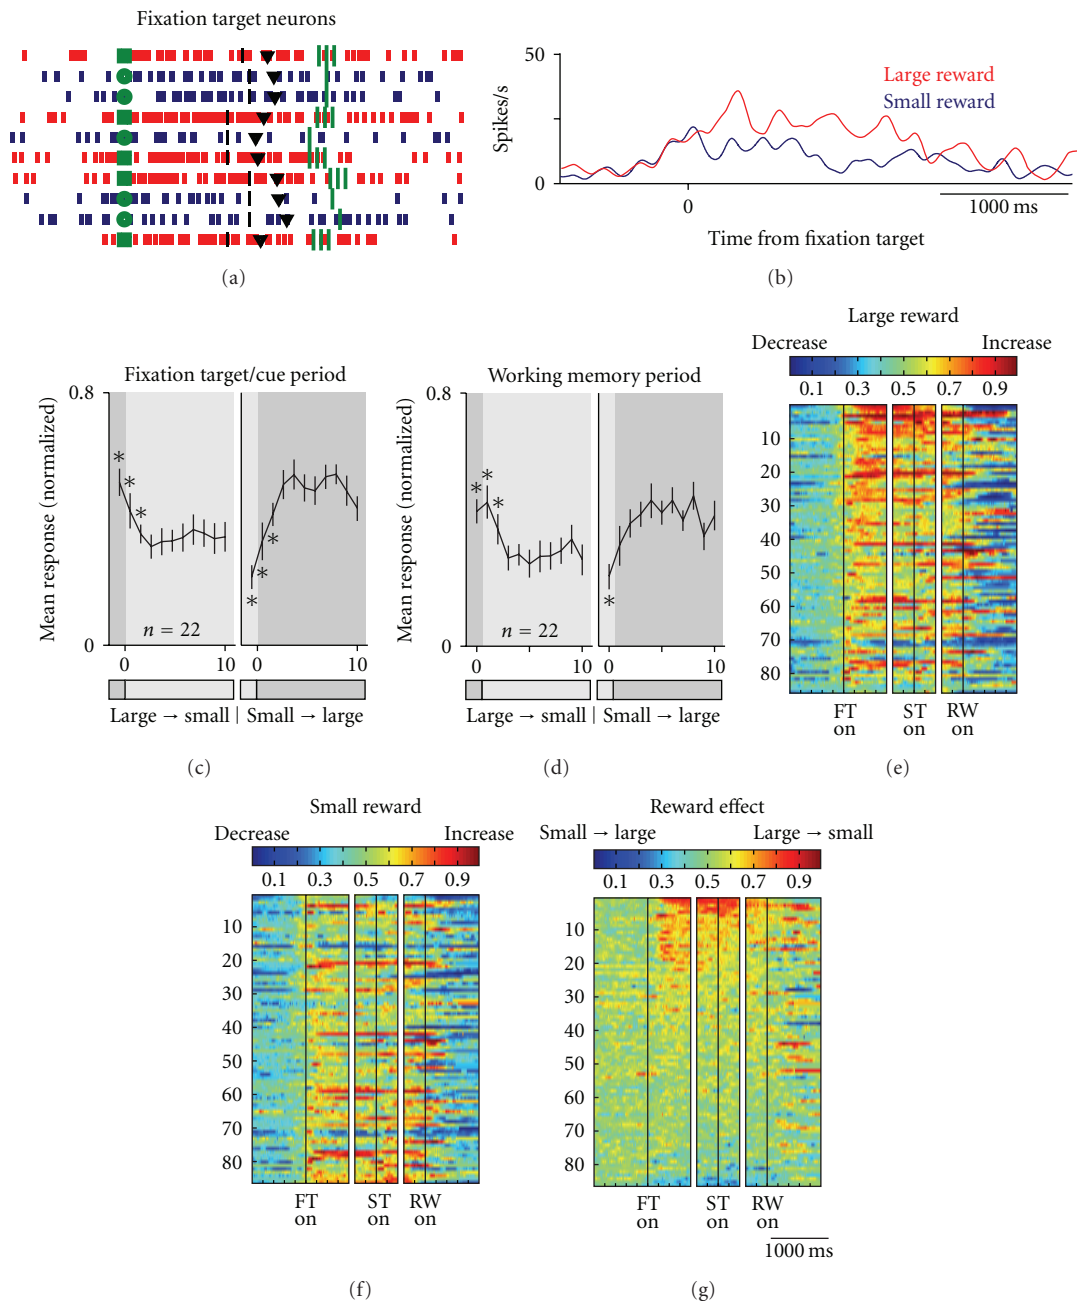 Fixation target neurons
(a)
50
Spikes/s
0
Large reward
Small reward
0
1000 ms
Time from fixation target
(b)
Fixation target/cue period
0.8
Mean response (normalized)
0
* * *
* * *
n = 22
0 10 0 10
Large → small | Small → large
(c)
Working memory period
0.8
Mean response (normalized)
0
* * *
*
n = 22
0 10 0 10
Large → small | Small → large
(d)
Large reward
Decrease Increase
0.1 0.3 0.5 0.7 0.9
10
20
30
40
50
60
70
80
FT ST RW
on on on
(e)
Small reward
Decrease Increase
0.1 0.3 0.5 0.7 0.9
10
20
30
40
50
60
70
80
FT ST RW
on on on
(f)
Reward effect
Small → large Large → small
0.1 0.3 0.5 0.7 0.9
10
20
30
40
50
60
70
80
FT ST RW
on on on
1000 ms
(g)